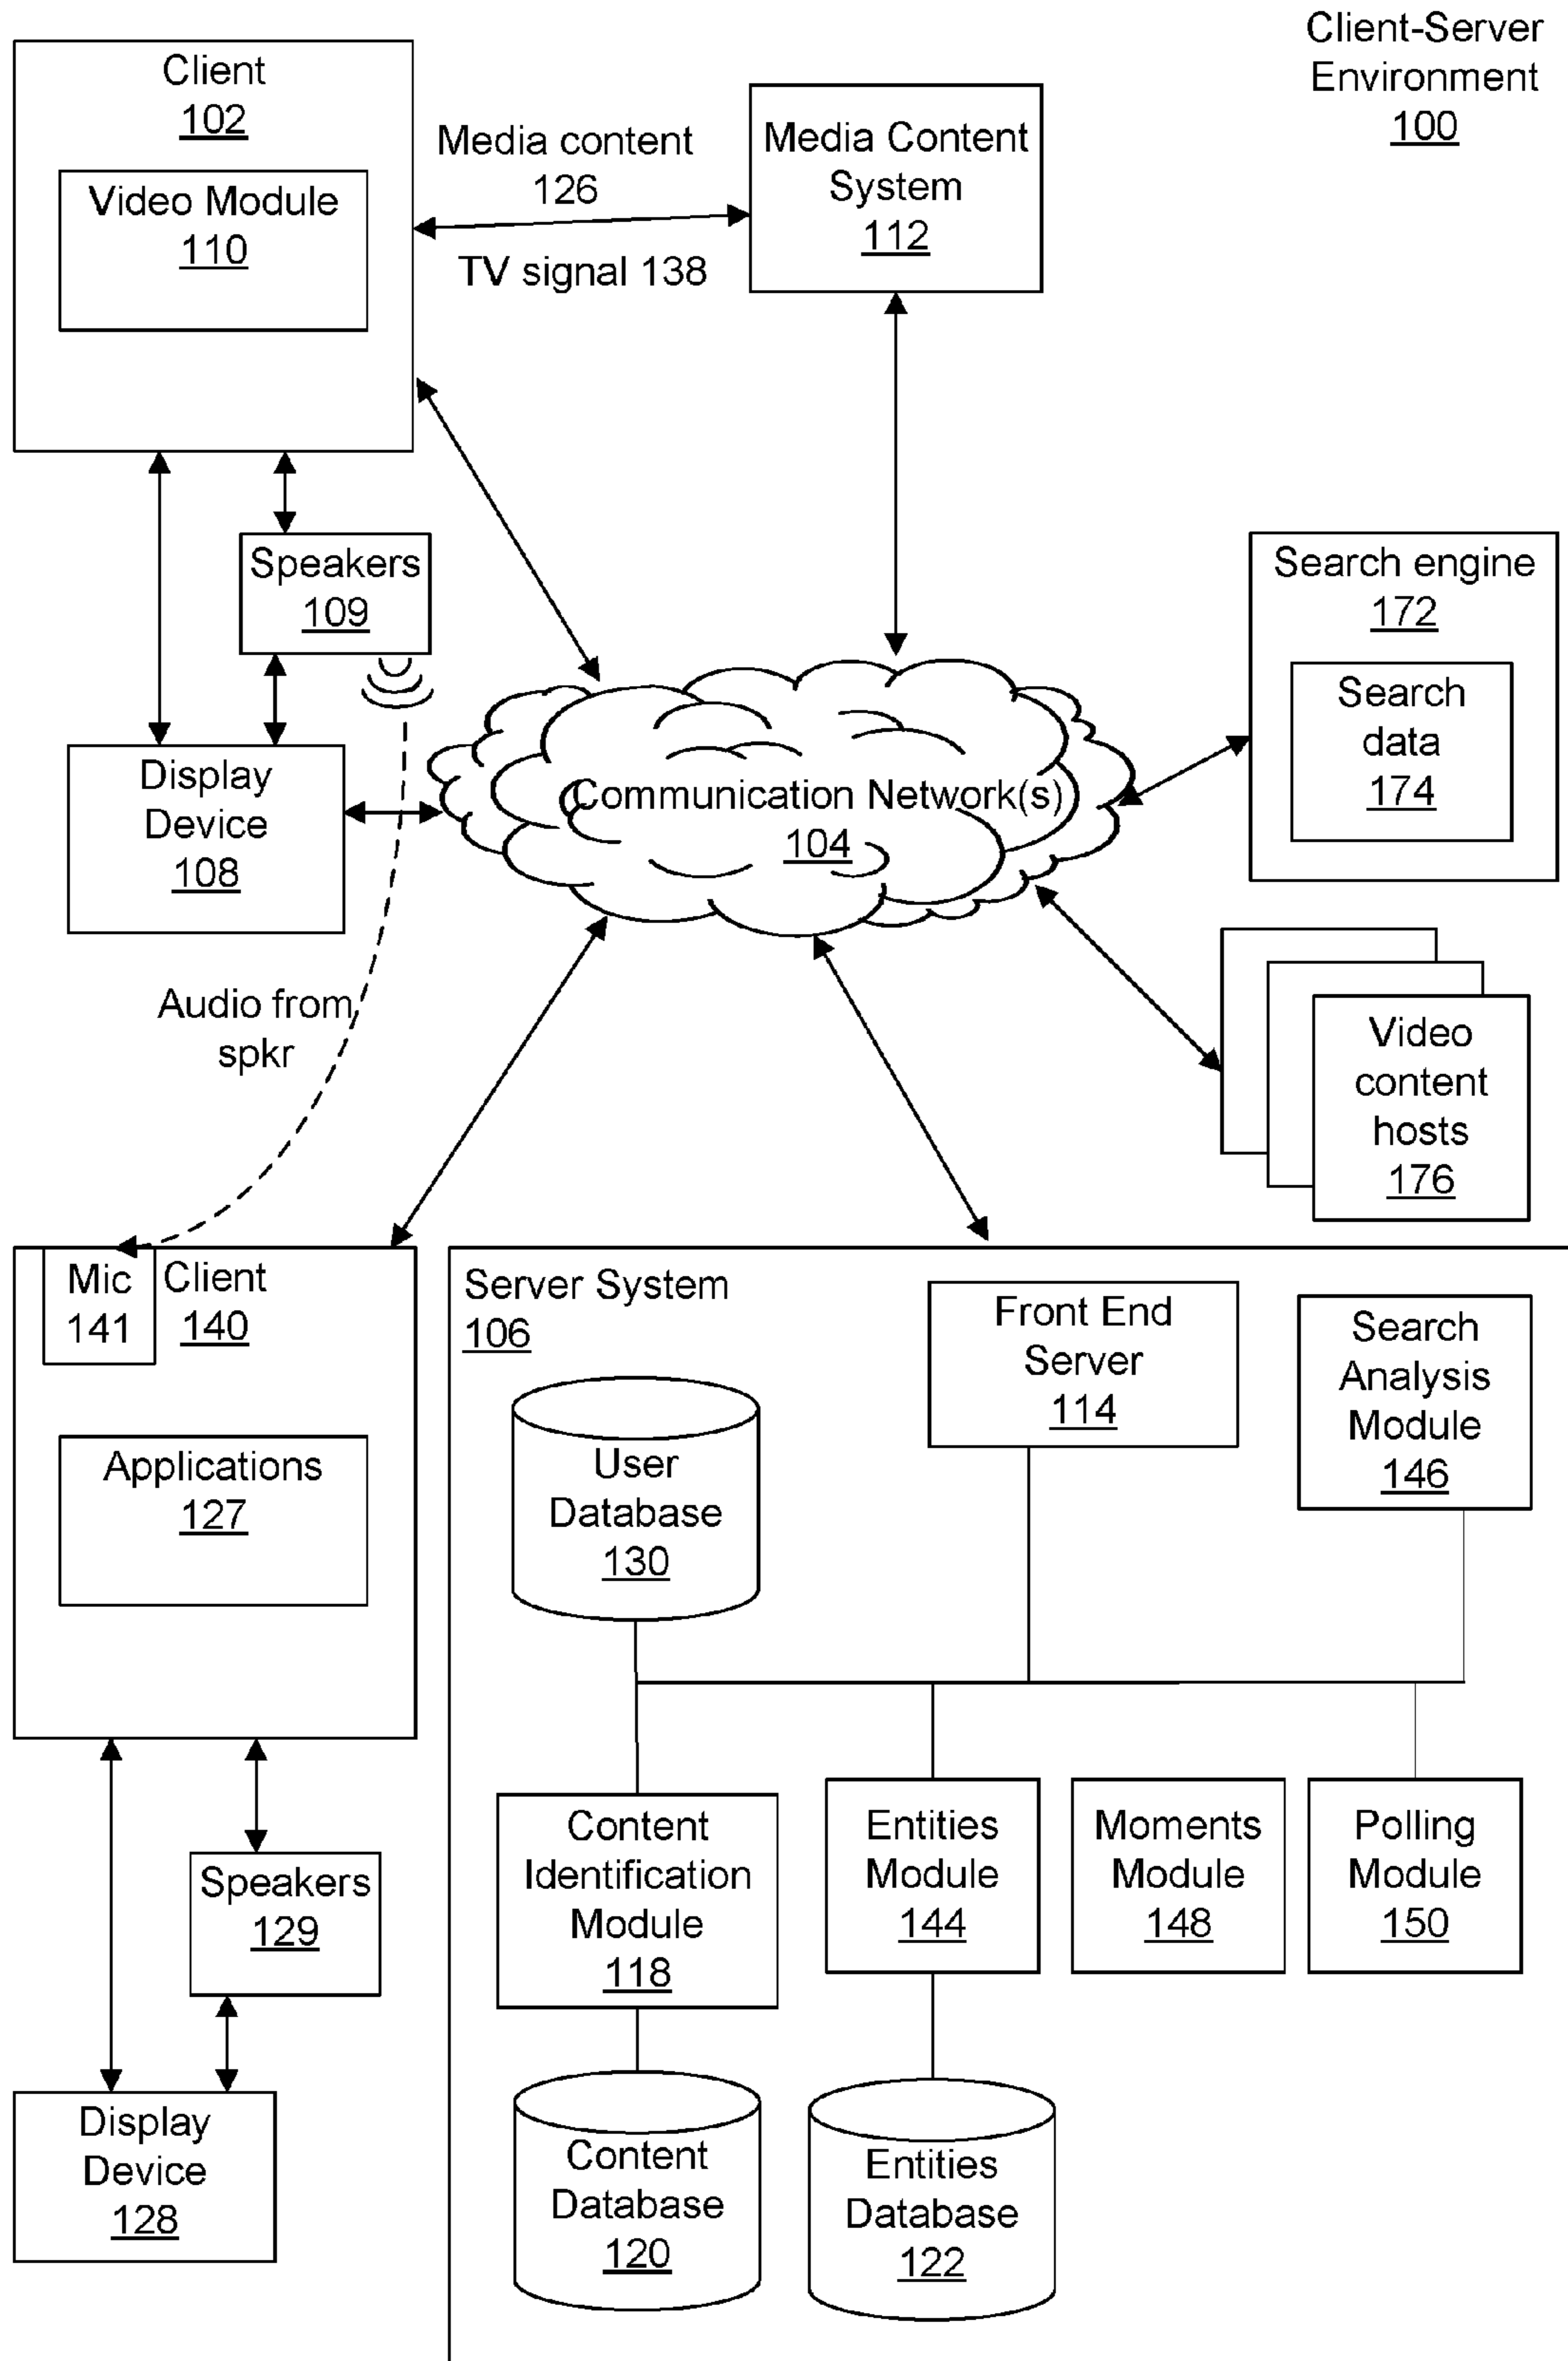 Client-Server
Environment
100
Client
102
Video Module
110
Media content
126
TV signal 138
Media Content
System
112
Speakers
109
Display
Device
108
Communication Network(s)
104
Search engine
172
Search
data
174
Video
content
hosts
176
Audio from
spkr
Mic
141
Client
140
Applications
127
Speakers
129
Display
Device
128
Server System
106
Front End
Server
114
Search
Analysis
Module
146
User
Database
130
Content
Identification
Module
118
Entities
Module
144
Moments
Module
148
Polling
Module
150
Content
Database
120
Entities
Database
122